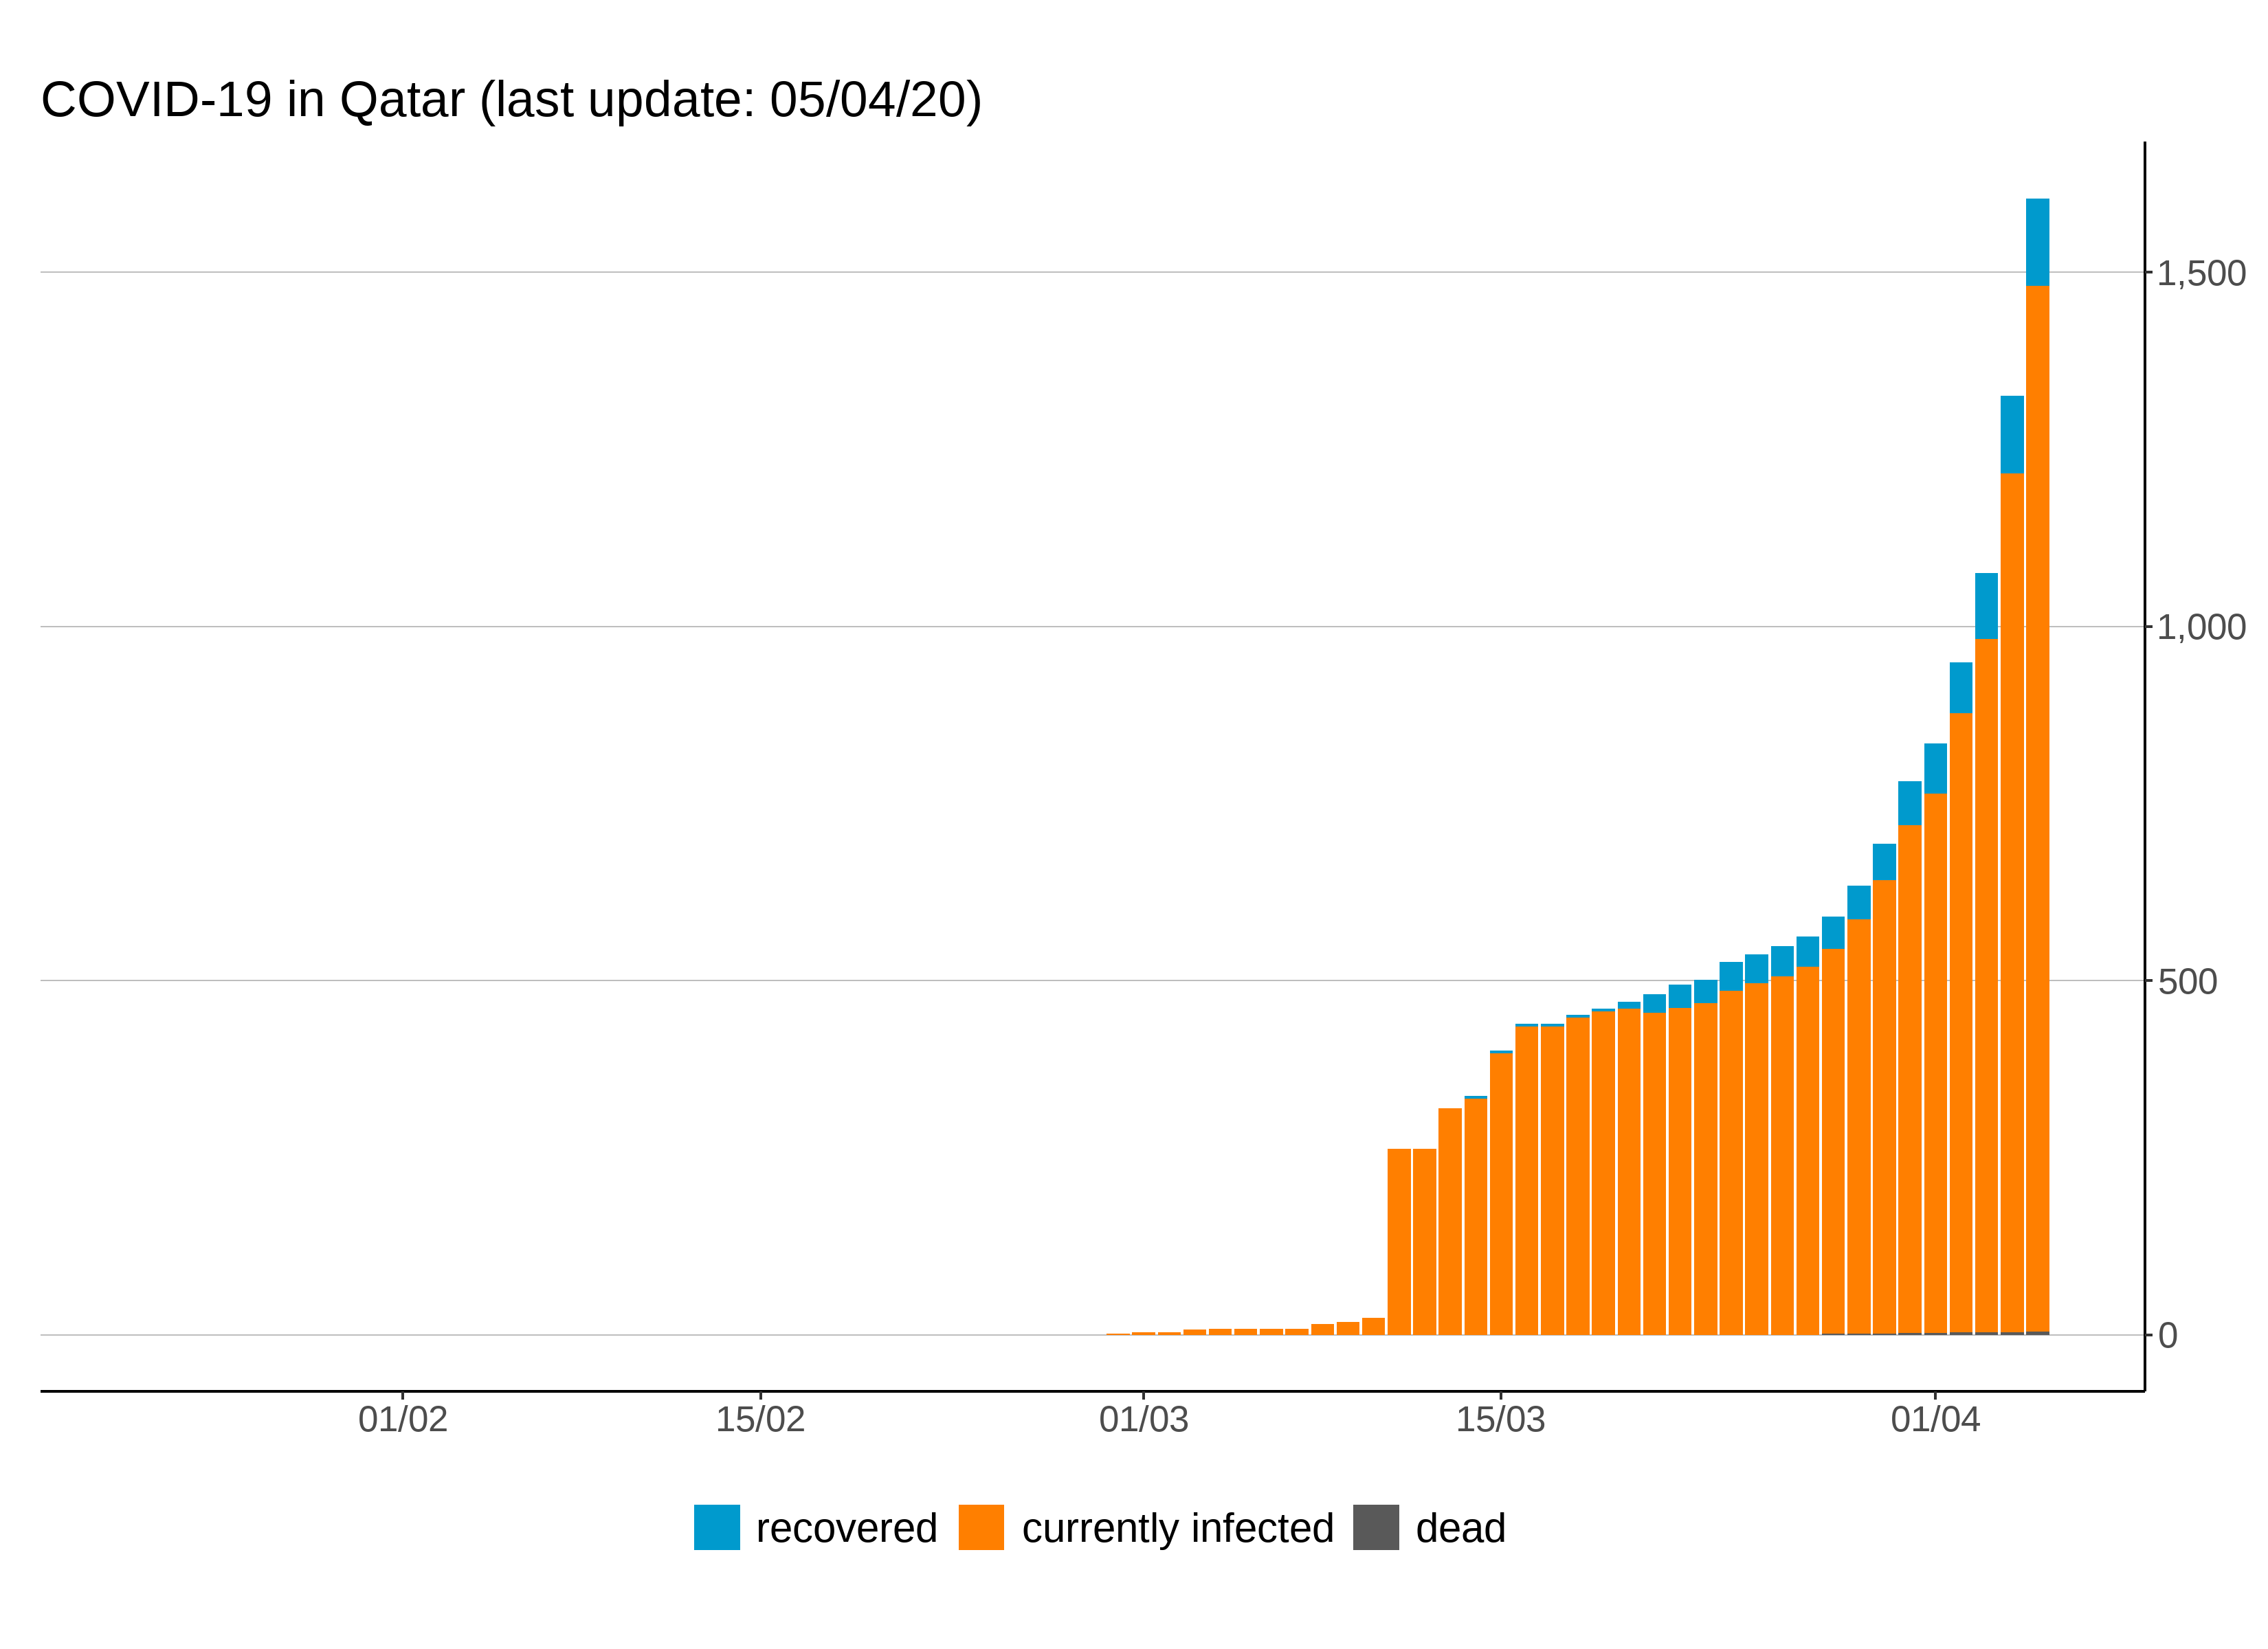 COVID-19 in Qatar (last update: 05/04/20)
1,500
1,000
500
0
01/02 15/02 01/03 15/03 01/04
recovered currently infected dead